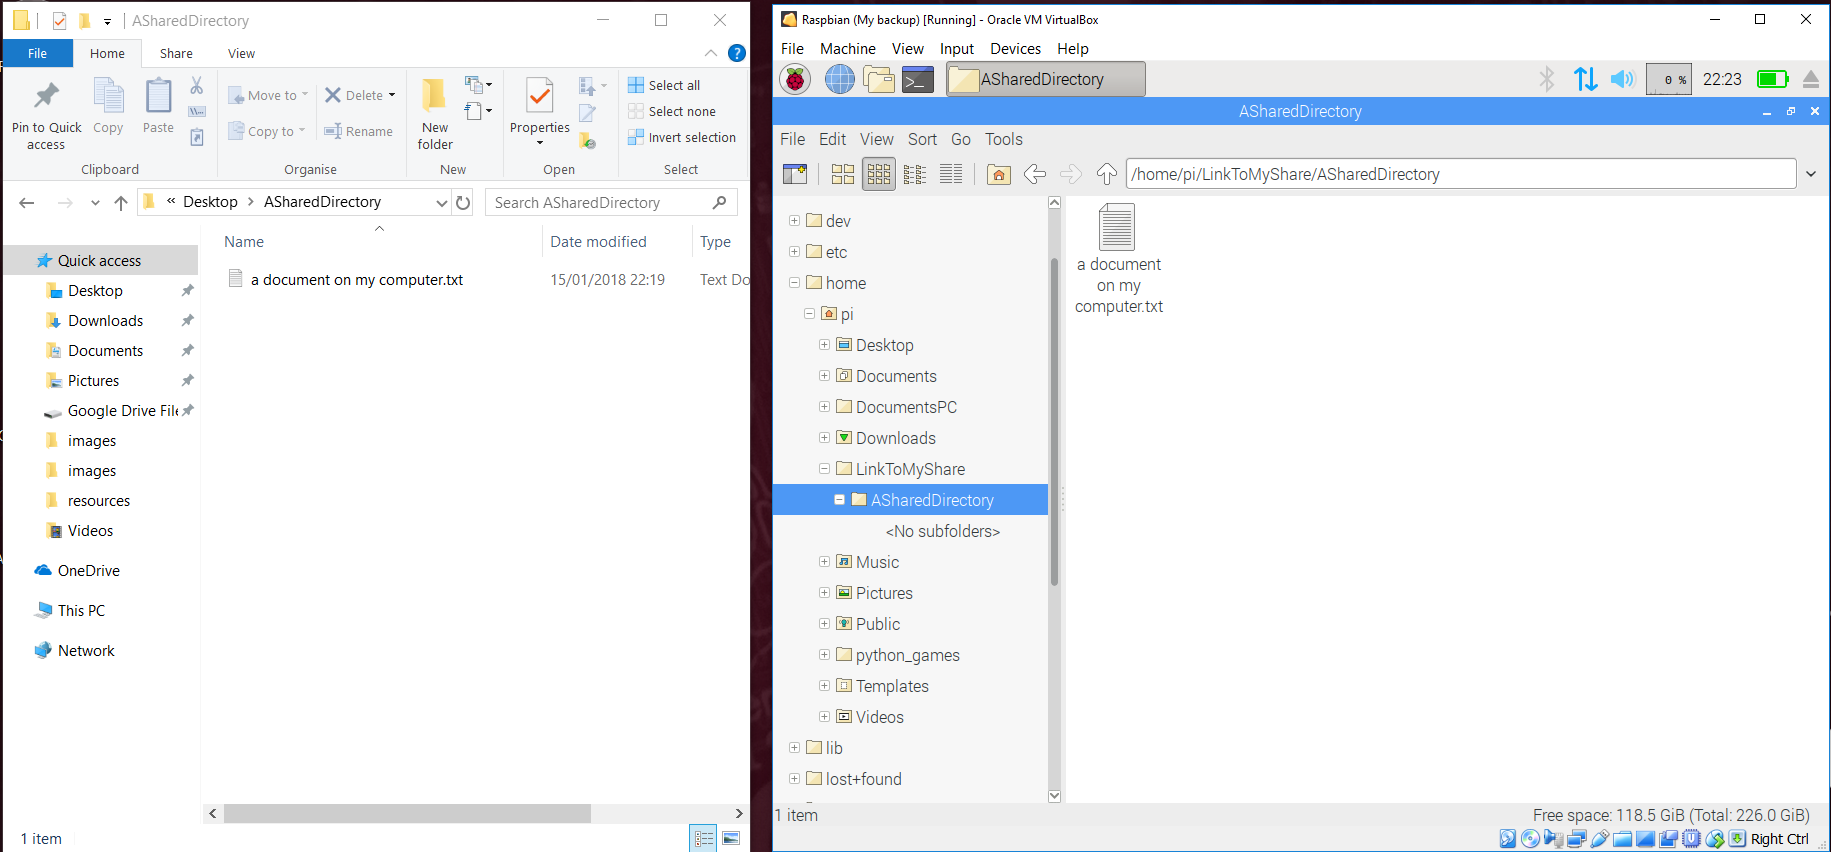 ASharedDirectory
File
Home
Share
View
Pin to Quick access
Copy
Paste
Clipboard
Move to
Copy to
Delete
Rename
Organise
New folder
New
Properties
Open
Select all
Select none
Invert selection
Select
« Desktop > ASharedDirectory
Search ASharedDirectory
Name
Date modified
Type
a document on my computer.txt
15/01/2018 22:19
Text Do
Quick access
Desktop
Downloads
Documents
Pictures
Google Drive File
images
images
resources
Videos
OneDrive
This PC
Network
1 item
Raspbian (My backup) [Running] - Oracle VM VirtualBox
File Machine View Input Devices Help
ASharedDirectory
0 %
22:23
ASharedDirectory
File Edit View Sort Go Tools
/home/pi/LinkToMyShare/ASharedDirectory
dev
etc
home
pi
Desktop
Documents
DocumentsPC
Downloads
LinkToMyShare
ASharedDirectory
<No subfolders>
Music
Pictures
Public
python_games
Templates
Videos
lib
lost+found
a document
on my
computer.txt
1 item
Free space: 118.5 GiB (Total: 226.0 GiB)
Right Ctrl